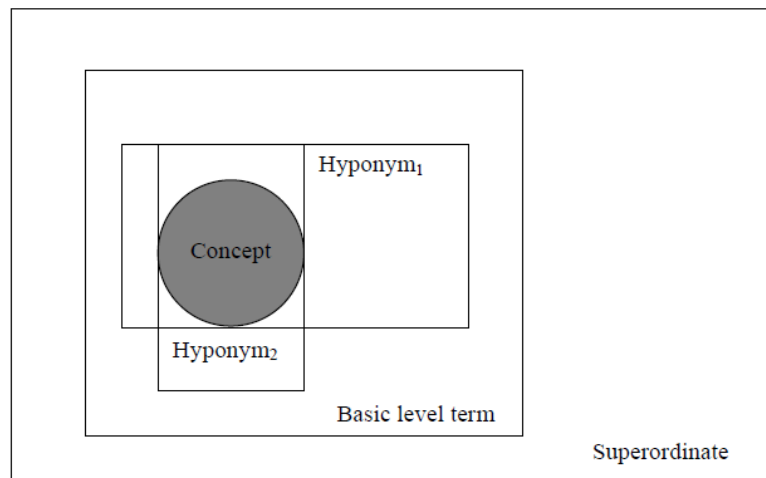 Hyponym₁
Concept
Hyponym₂
Basic level term
Superordinate